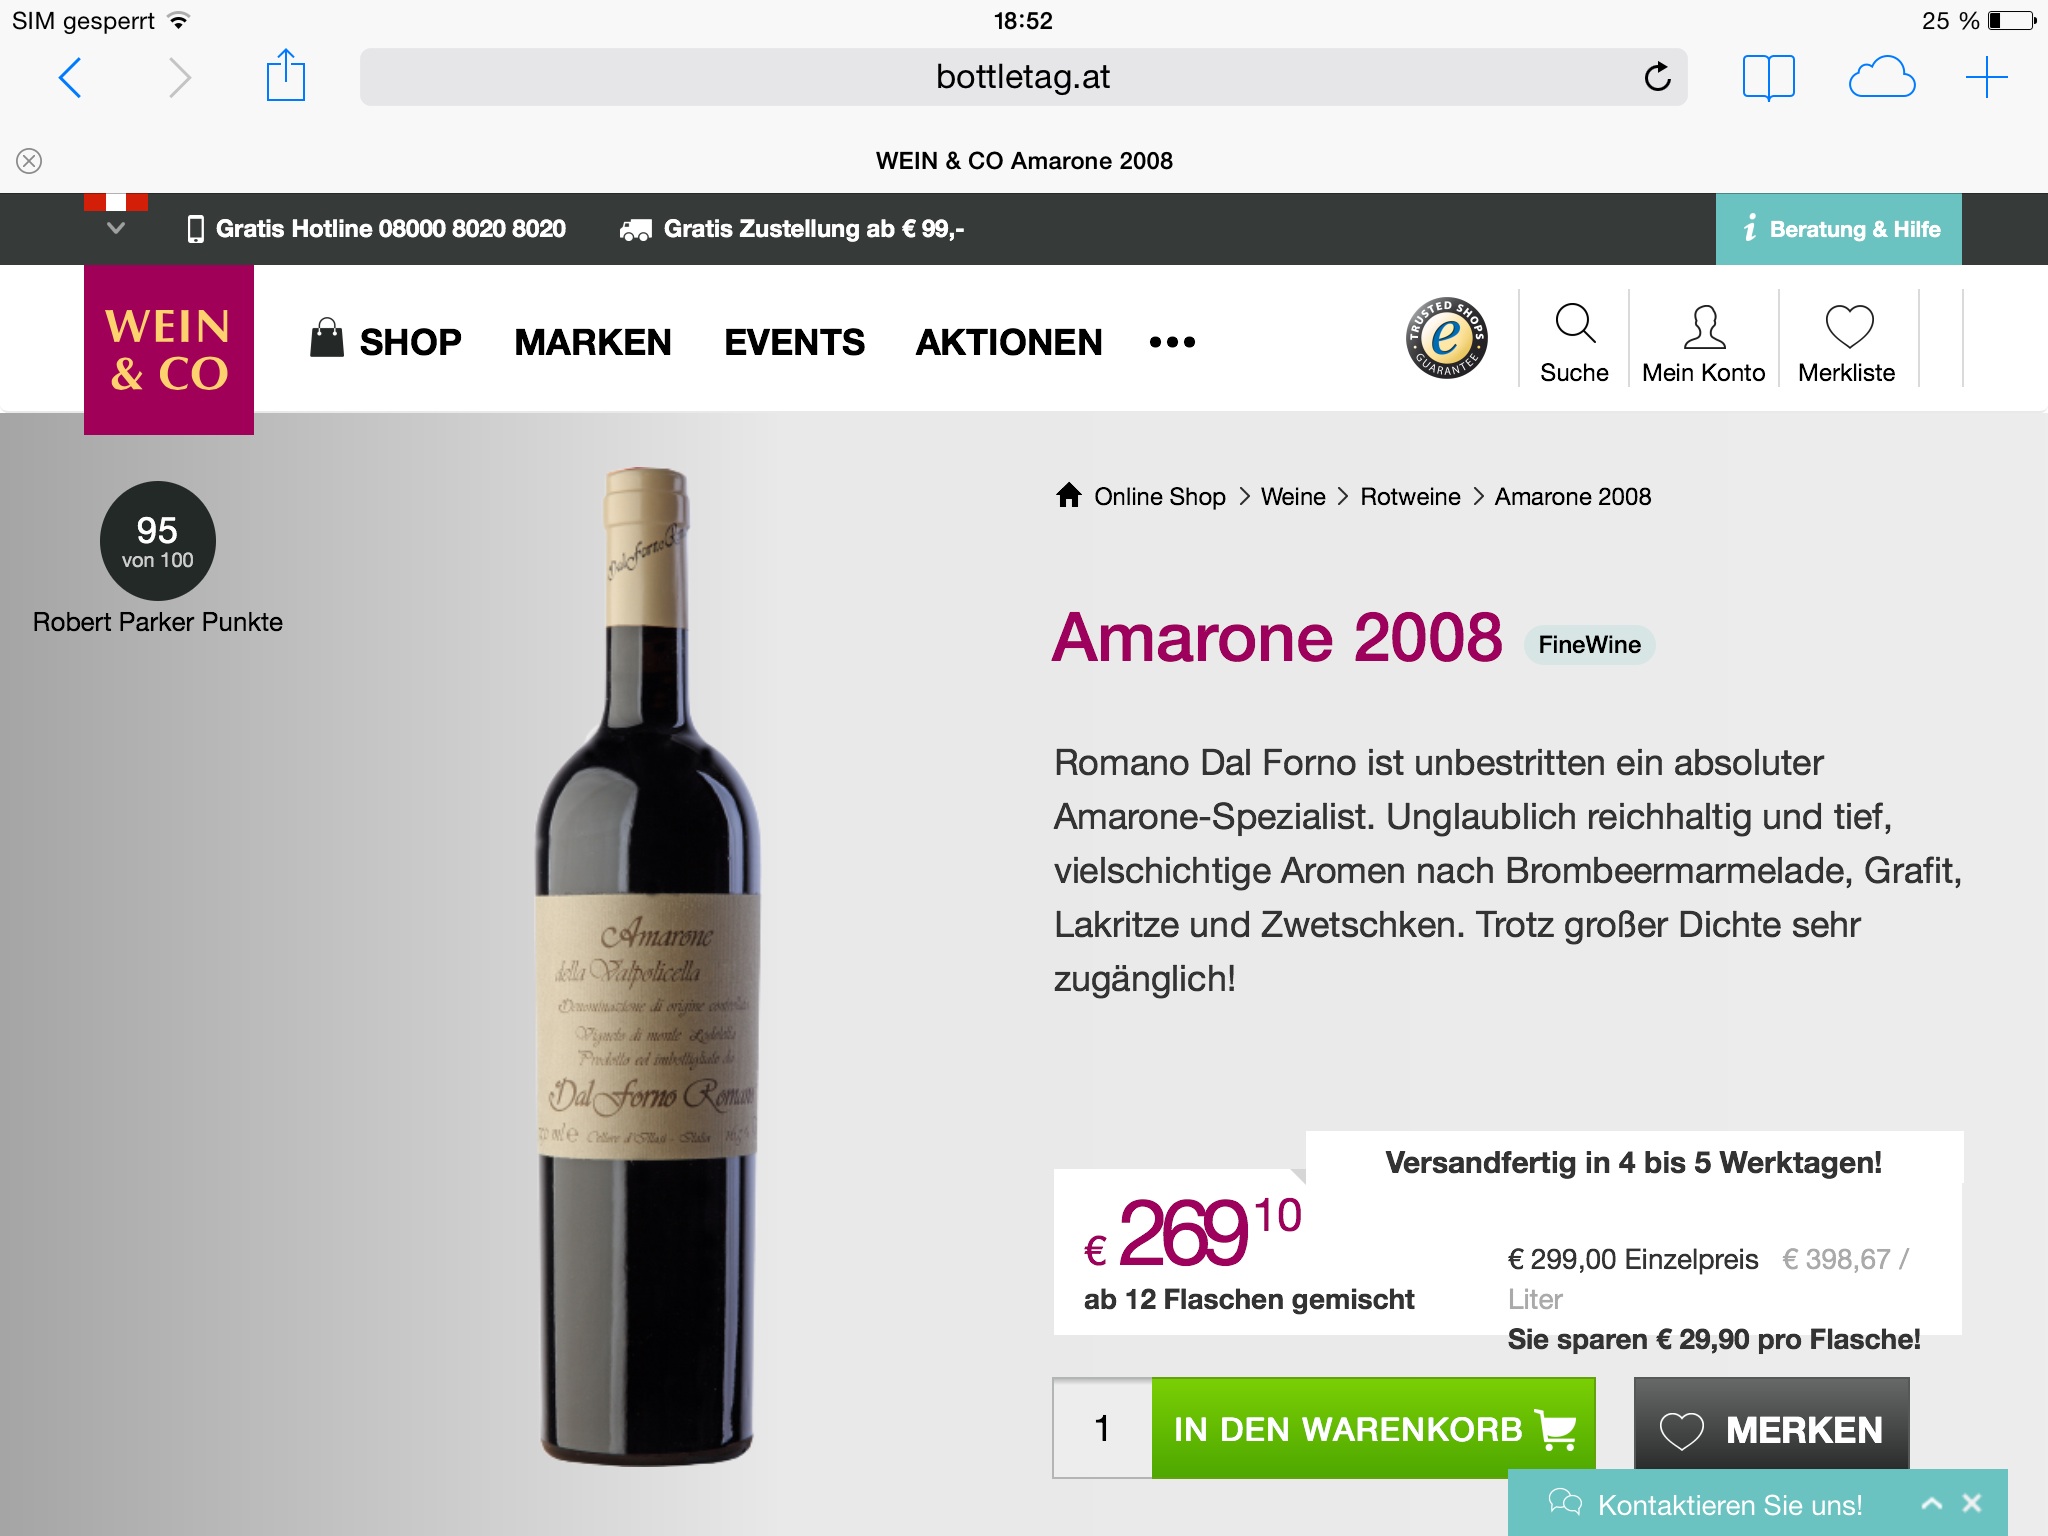 SIM gesperrt
18:52
25 %
bottletag.at
WEIN & CO Amarone 2008
Gratis Hotline 08000 8020 8020
Gratis Zustellung ab € 99,-
i Beratung & Hilfe
WEIN
& CO
SHOP
MARKEN
EVENTS
AKTIONEN
•••
TRUSTED SHOPS
e
GUARANTEE
Suche
Mein Konto
Merkliste
95
von 100
Robert Parker Punkte
Online Shop > Weine > Rotweine > Amarone 2008
Amarone 2008
FineWine
Romano Dal Forno ist unbestritten ein absoluter
Amarone-Spezialist. Unglaublich reichhaltig und tief,
vielschichtige Aromen nach Brombeermarmelade, Grafit,
Lakritze und Zwetschken. Trotz großer Dichte sehr
zugänglich!
Dal Forno
Amarone
della Valpolicella
Denominazione di origine
Vigneto di monte Lodoletta
Prodotto ed imbottigliato da
Dal Forno Romano
ml e Cellore d'Illasi - Italia
Versandfertig in 4 bis 5 Werktagen!
€ 269 10
ab 12 Flaschen gemischt
€ 299,00 Einzelpreis € 398,67 /
Liter
Sie sparen € 29,90 pro Flasche!
1
IN DEN WARENKORB
MERKEN
Kontaktieren Sie uns!